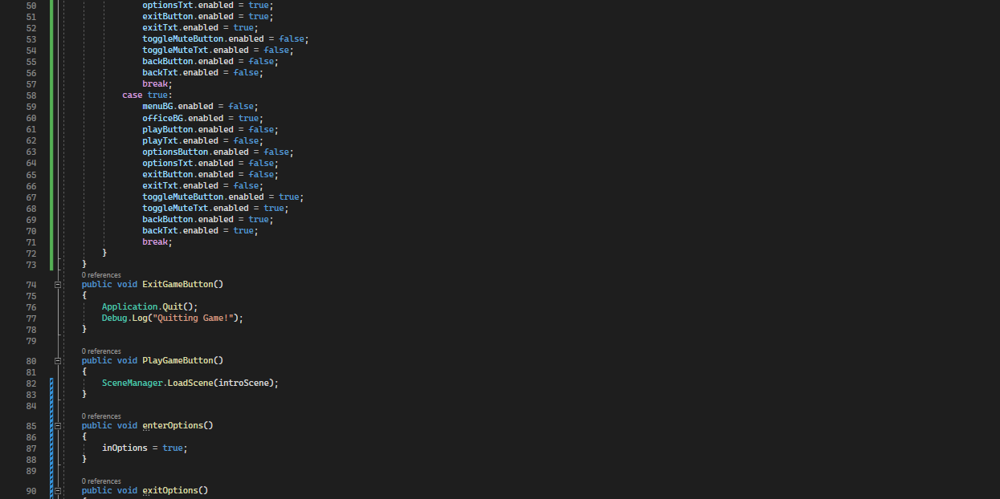 50 optionsTxt.enabled = true;
51 exitButton.enabled = true;
52 exitTxt.enabled = true;
53 toggleMuteButton.enabled = false;
54 toggleMuteTxt.enabled = false;
55 backButton.enabled = false;
56 backTxt.enabled = false;
57 break;
58 case true:
59 menuBG.enabled = false;
60 officeBG.enabled = true;
61 playButton.enabled = false;
62 playTxt.enabled = false;
63 optionsButton.enabled = false;
64 optionsTxt.enabled = false;
65 exitButton.enabled = false;
66 exitTxt.enabled = false;
67 toggleMuteButton.enabled = true;
68 toggleMuteTxt.enabled = true;
69 backButton.enabled = true;
70 backTxt.enabled = true;
71 break;
72 }
73 }
0 references
74 public void ExitGameButton()
75 {
76 Application.Quit();
77 Debug.Log("Quitting Game!");
78 }
79
0 references
80 public void PlayGameButton()
81 {
82 SceneManager.LoadScene(introScene);
83 }
84
0 references
85 public void enterOptions()
86 {
87 inOptions = true;
88 }
89
0 references
90 public void exitOptions()